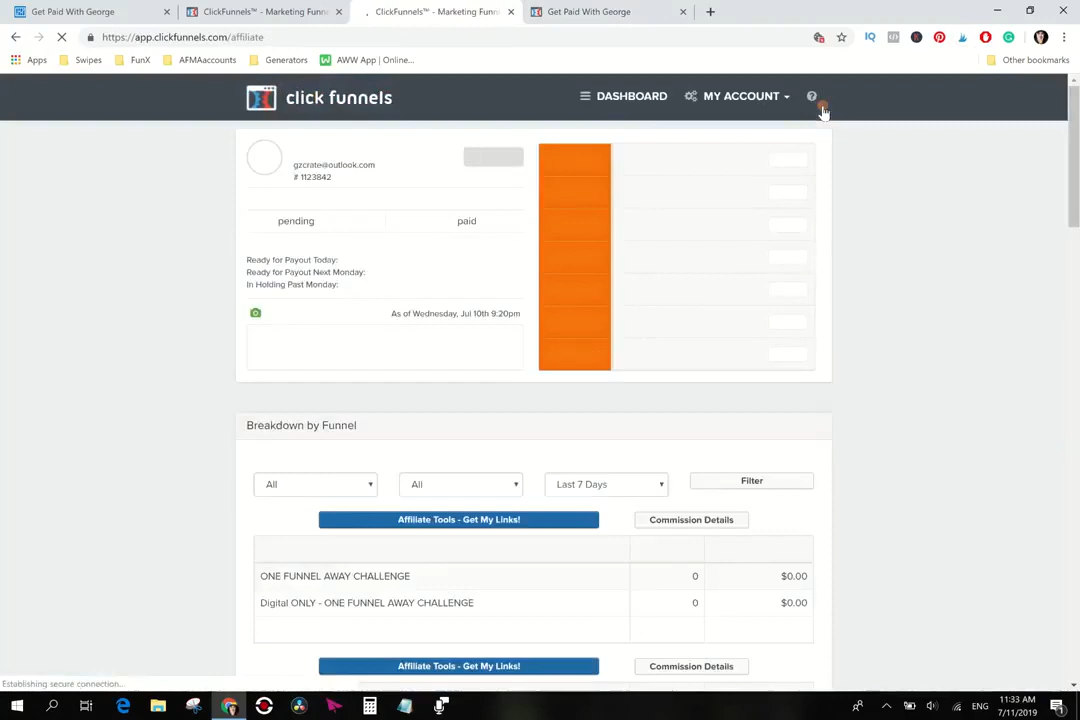 Get Paid With George
ClickFunnels™ - Marketing Funn
ClickFunnels™ - Marketing Funn
Get Paid With George
https://app.clickfunnels.com/affiliate
IQ
Apps
Swipes
FunX
AFMAaccounts
Generators
AWW App | Online...
Other bookmarks
click funnels
DASHBOARD
MY ACCOUNT
gzcrate@outlook.com
# 1123842
pending
paid
Ready for Payout Today:
Ready for Payout Next Monday:
In Holding Past Monday:
As of Wednesday, Jul 10th 9:20pm
Breakdown by Funnel
All
All
Last 7 Days
Filter
Affiliate Tools - Get My Links!
Commission Details
ONE FUNNEL AWAY CHALLENGE 0 $0.00
Digital ONLY - ONE FUNNEL AWAY CHALLENGE 0 $0.00
Affiliate Tools - Get My Links!
Commission Details
Establishing secure connection...
ENG
11:33 AM
7/11/2019